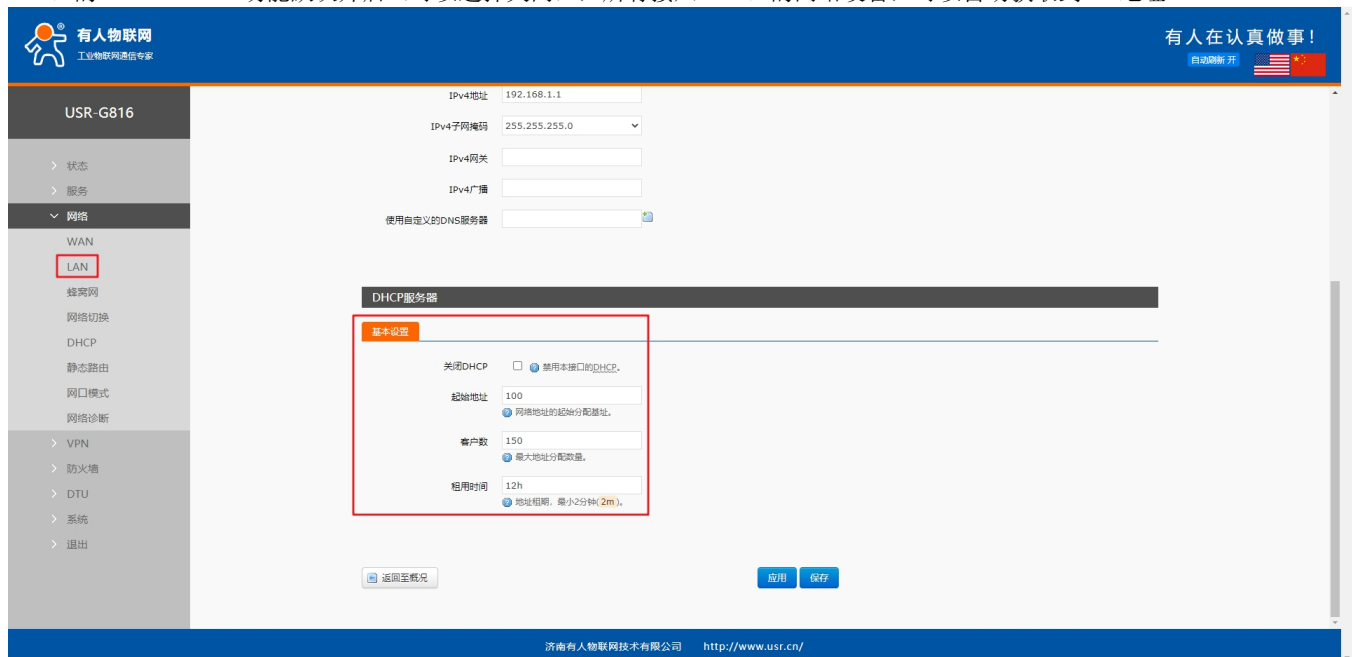 有人物联网
工业物联网通信专家
有人在认真做事!
自动刷新 开
USR-G816
状态
服务
网络
WAN
LAN
蜂窝网
网络切换
DHCP
静态路由
网口模式
网络诊断
VPN
防火墙
DTU
系统
退出
IPv4地址 192.168.1.1
IPv4子网掩码 255.255.255.0
IPv4网关
IPv4广播
使用自定义的DNS服务器
DHCP服务器
基本设置
关闭DHCP 禁用本接口的DHCP。
起始地址 100
网络地址的起始分配基址。
客户数 150
最大地址分配数量。
租用时间 12h
地址租期，最小2分钟(2m)。
返回至概况
应用 保存
济南有人物联网技术有限公司 http://www.usr.cn/